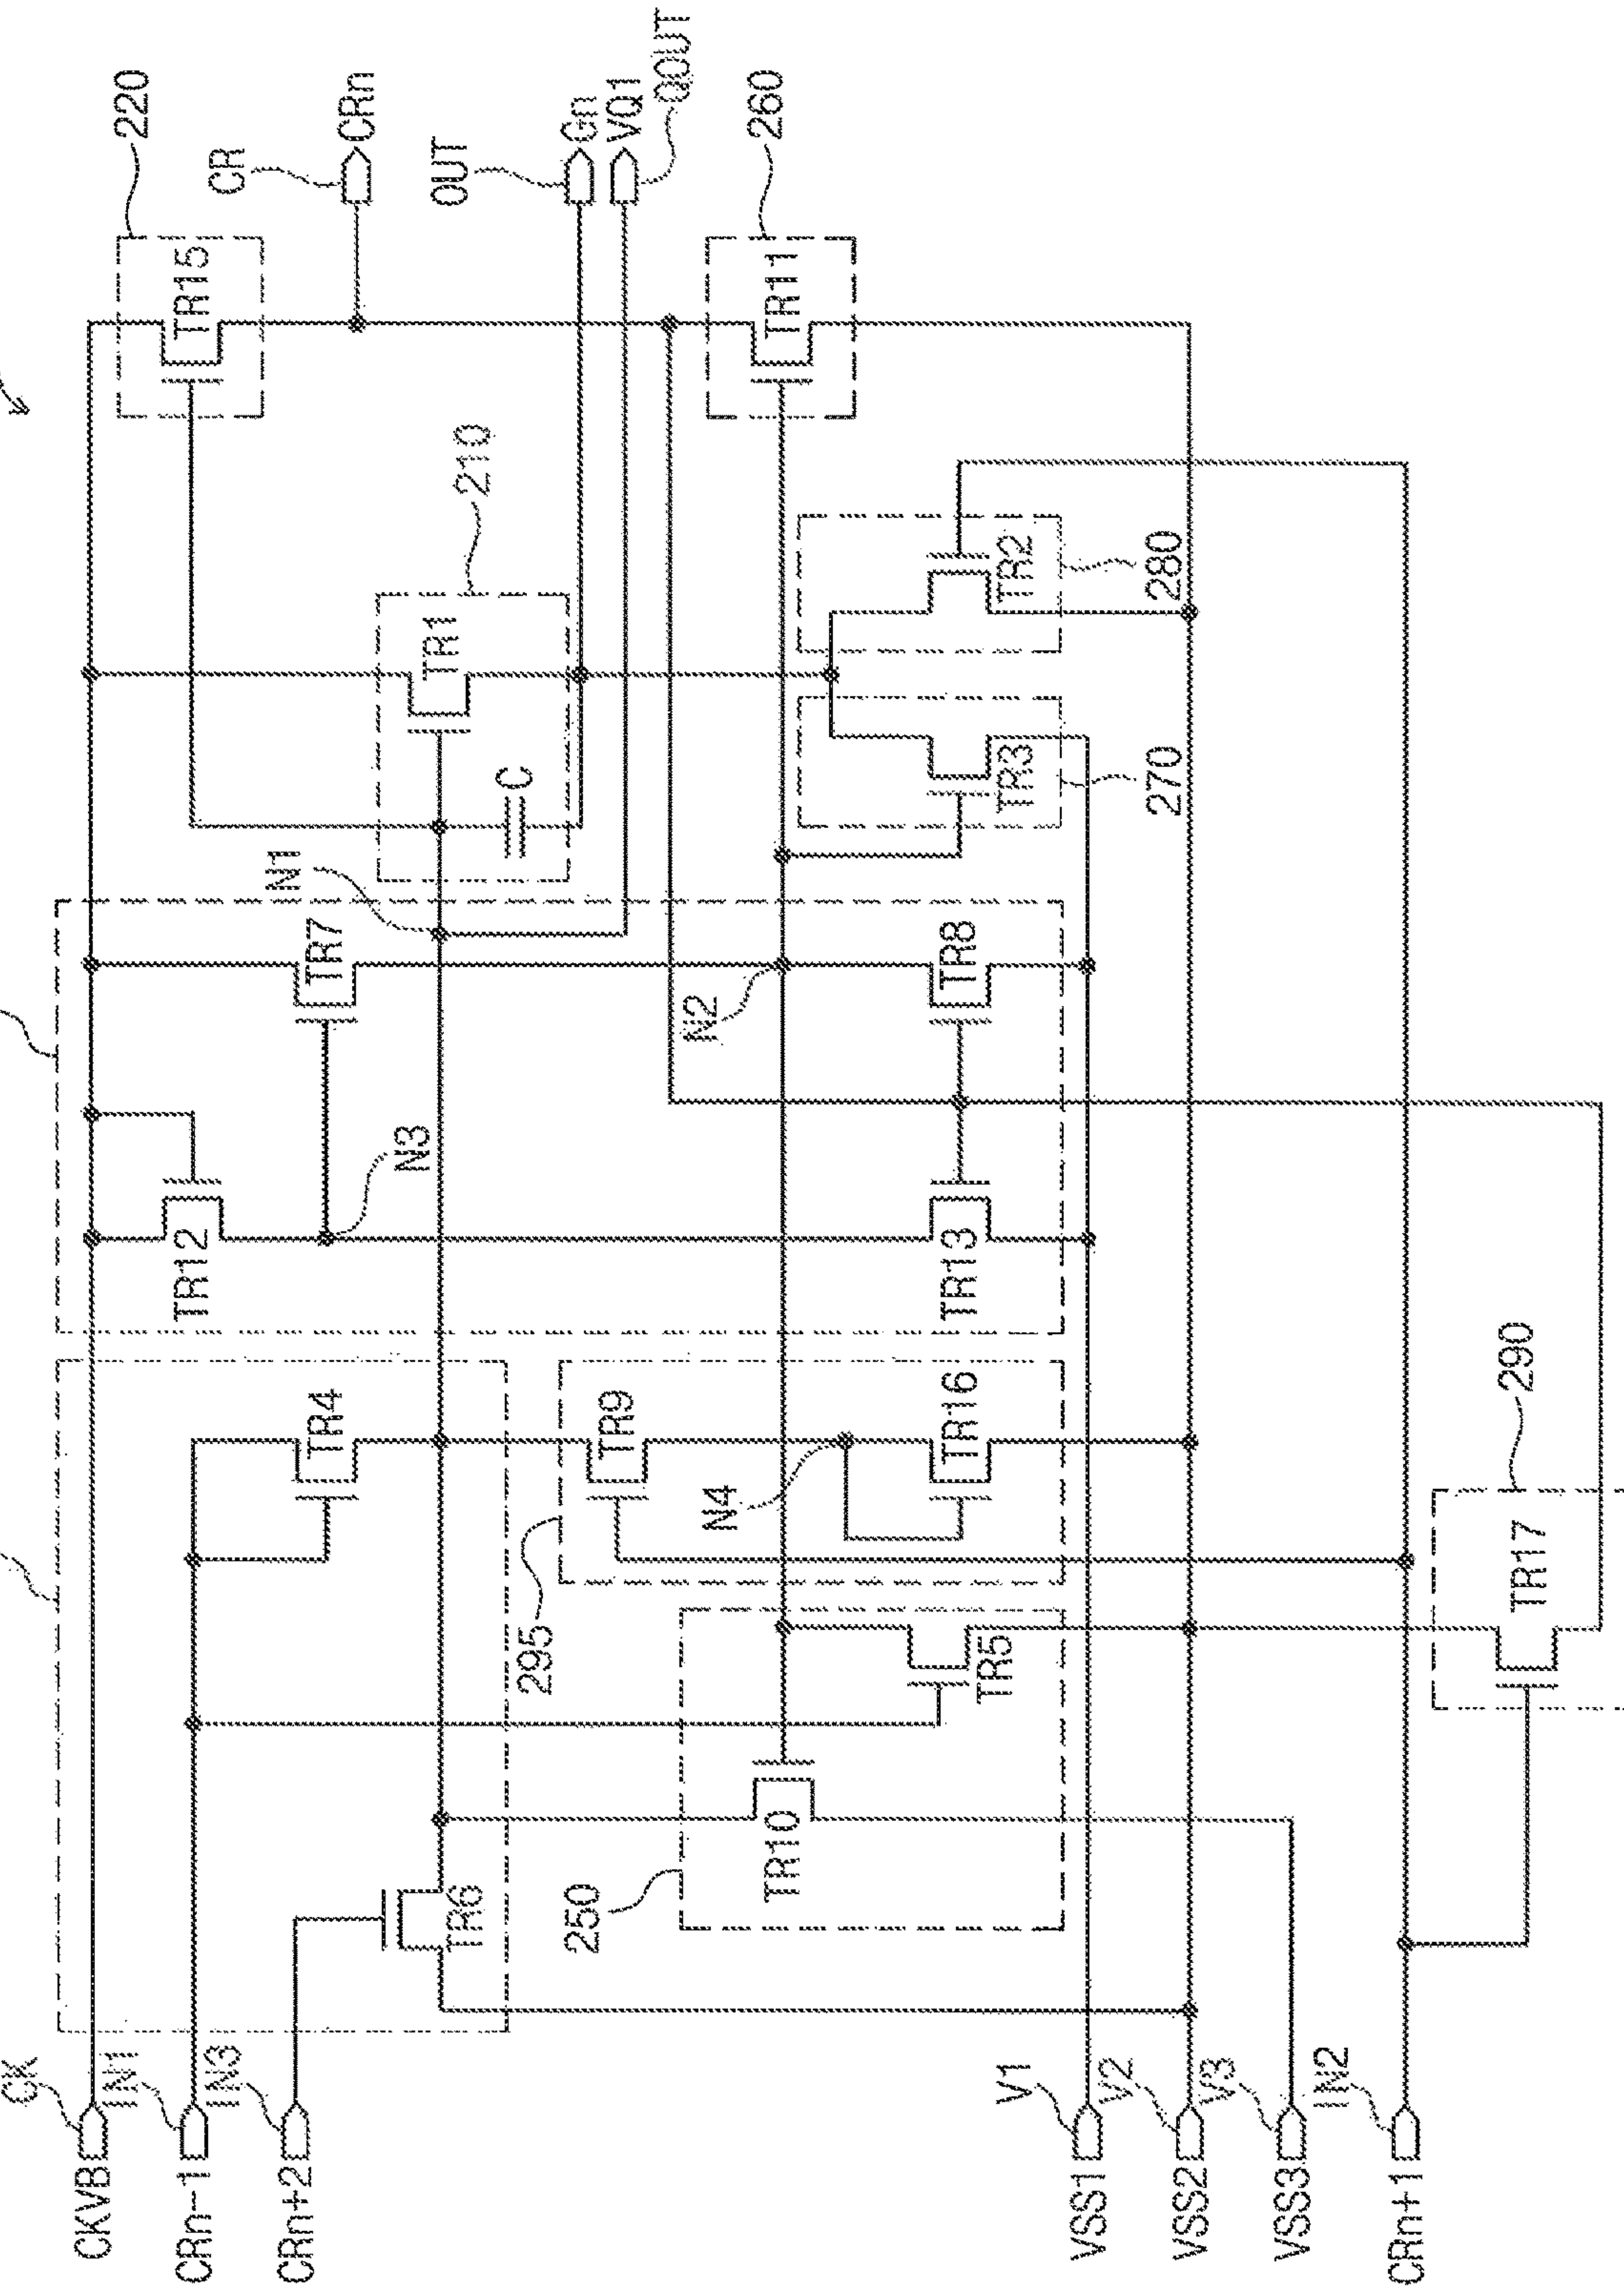 220
CR
CRn
OUT
Gn
VQ1
QOUT
260
TR15
TR11
210
TR1
C
TR2
280
TR3
270
N1
TR7
N2
TR8
N3
TR12
TR13
TR4
TR9
N4
TR16
290
TR17
295
TR5
TR10
250
TR6
CK
IN1
IN3
V1
V2
V3
IN2
CKVB
CRn-1
CRn+2
VSS1
VSS2
VSS3
CRn+1